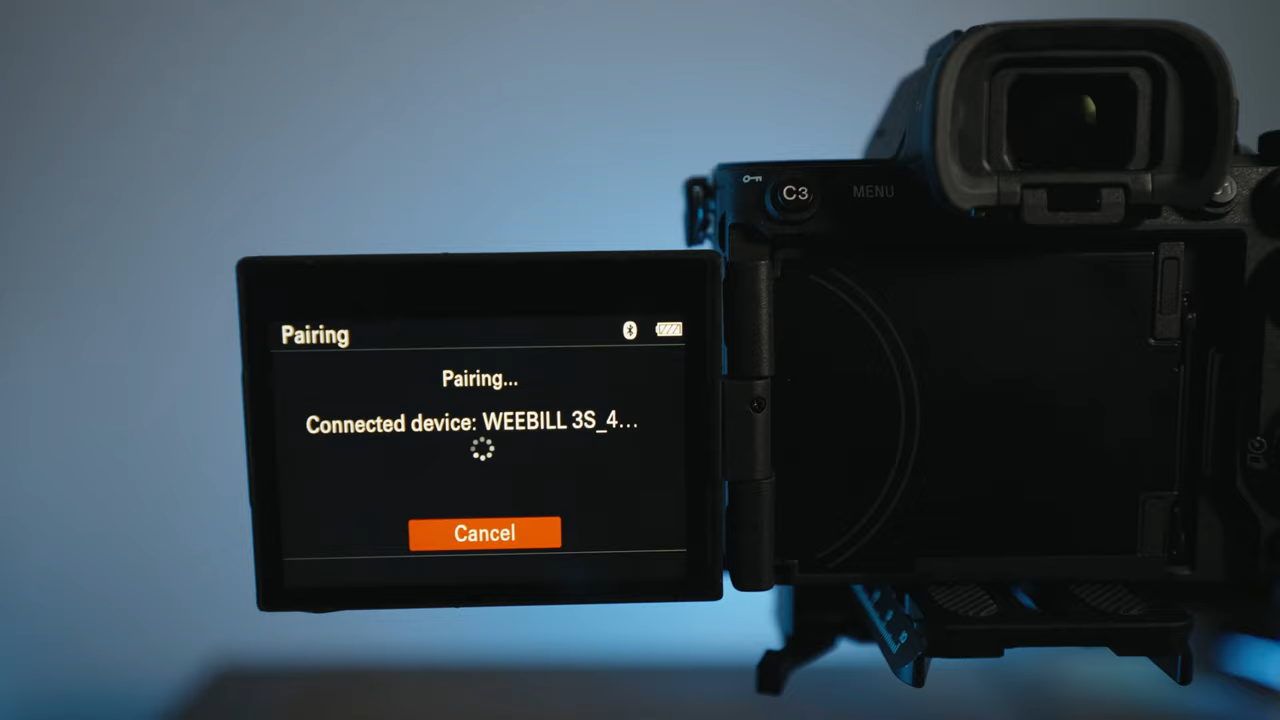 C3
MENU
Pairing
Pairing...
Connected device: WEEBILL 3S_4...
Cancel